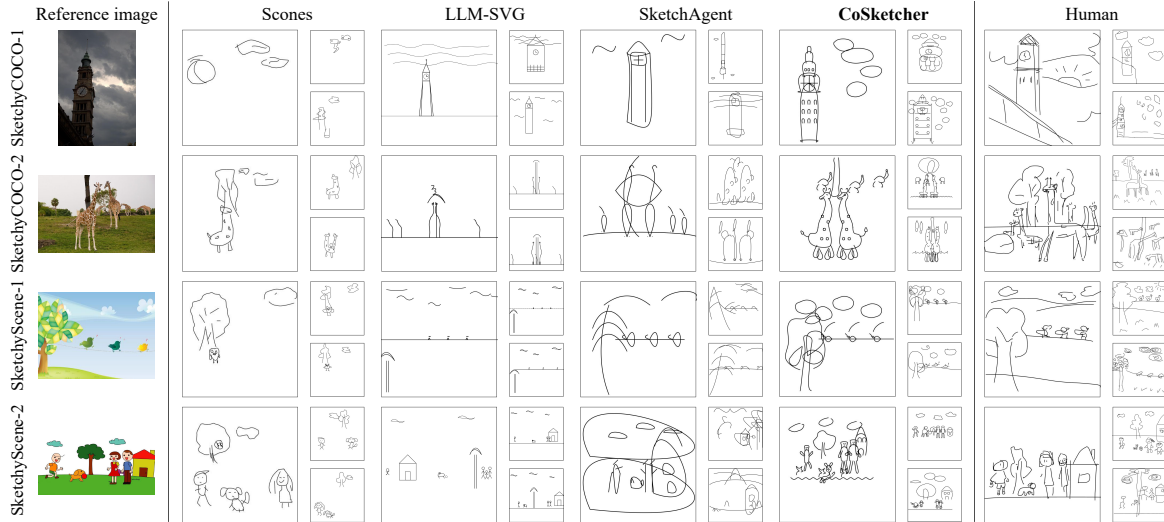 Reference image Scones LLM-SVG SketchAgent CoSketcher Human
SketchyCOCO-1
SketchyCOCO-2
SketchyScene-1
SketchyScene-2